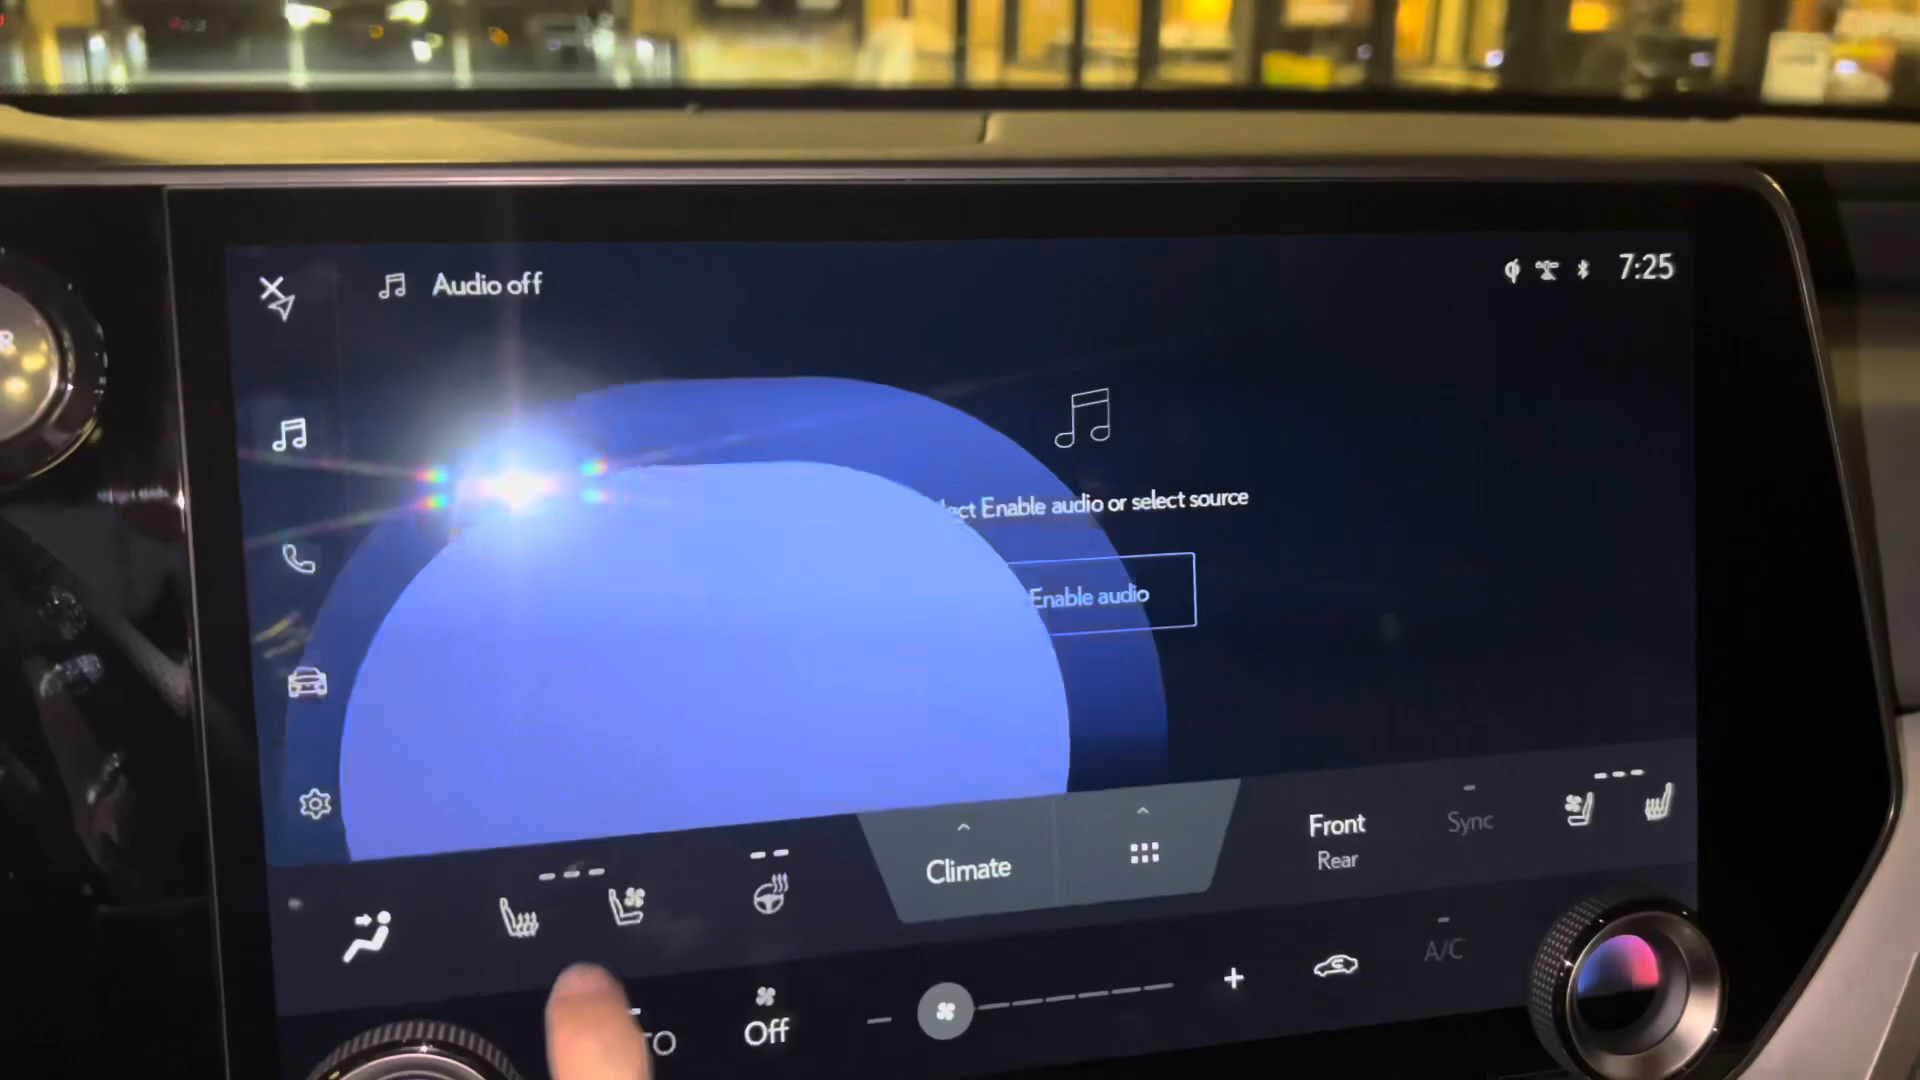 Audio off
7:25
Enable audio or select source
Enable audio
Climate
Front
Rear
Sync
A/C
Off